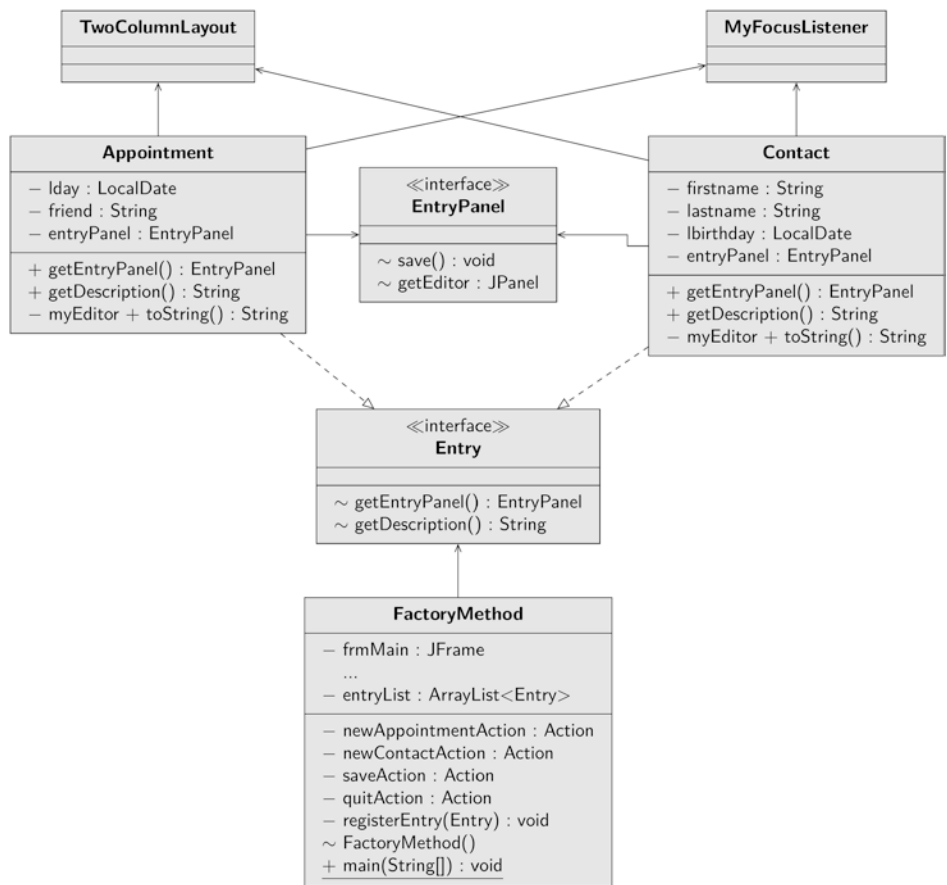 TwoColumnLayout
MyFocusListener
Appointment
− lday : LocalDate
− friend : String
− entryPanel : EntryPanel
+ getEntryPanel() : EntryPanel
+ getDescription() : String
− myEditor + toString() : String
≪interface≫
EntryPanel
∼ save() : void
∼ getEditor : JPanel
Contact
− firstname : String
− lastname : String
− lbirthday : LocalDate
− entryPanel : EntryPanel
+ getEntryPanel() : EntryPanel
+ getDescription() : String
− myEditor + toString() : String
≪interface≫
Entry
∼ getEntryPanel() : EntryPanel
∼ getDescription() : String
FactoryMethod
− frmMain : JFrame
...
− entryList : ArrayList<Entry>
− newAppointmentAction : Action
− newContactAction : Action
− saveAction : Action
− quitAction : Action
− registerEntry(Entry) : void
∼ FactoryMethod()
+ main(String[]) : void